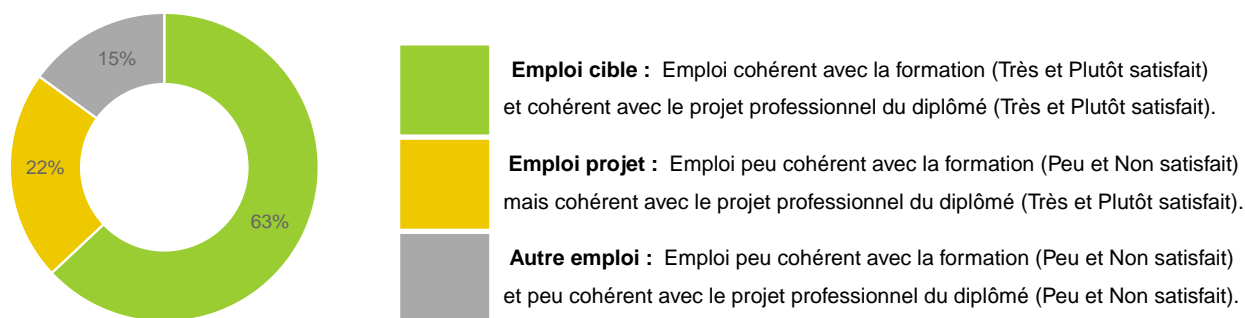 15%
22%
63%
Emploi cible : Emploi cohérent avec la formation (Très et Plutôt satisfait)
et cohérent avec le projet professionnel du diplômé (Très et Plutôt satisfait).
Emploi projet : Emploi peu cohérent avec la formation (Peu et Non satisfait)
mais cohérent avec le projet professionnel du diplômé (Très et Plutôt satisfait).
Autre emploi : Emploi peu cohérent avec la formation (Peu et Non satisfait)
et peu cohérent avec le projet professionnel du diplômé (Peu et Non satisfait).